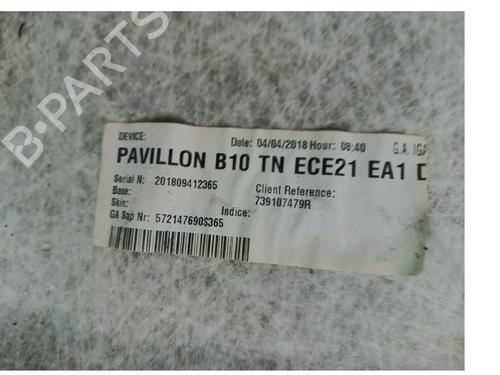 B-PARTS
DEVICE: Date: 04/04/2018 Hour: 08:40 G.A. IGA
PAVILLON B10 TN ECE21 EA1 D
Serial N: 201809412365 Client Reference:
Base: 739107479R
Skin: Indice:
GA Sap Nr: 572147690S365